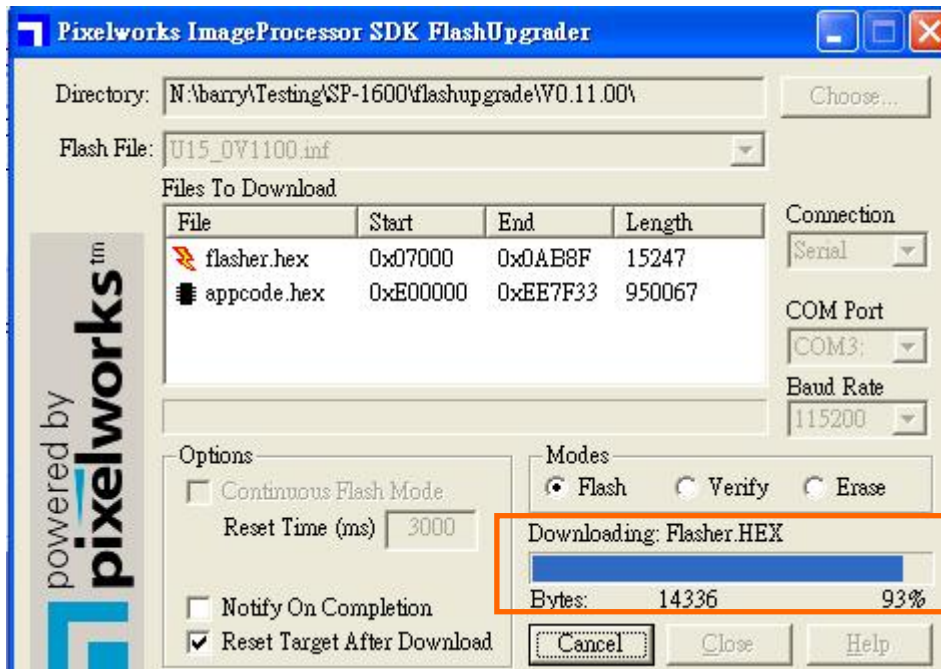 Pixelworks ImageProcessor SDK FlashUpgrader
Directory: N:\barry\Testing\SP-1600\flashupgrade\V0.11.00\ Choose...
Flash File: U15_0V1100.inf
Files To Download
File Start End Length
flasher.hex 0x07000 0x0AB8F 15247
appcode.hex 0xE00000 0xEE7F33 950067
Connection
Serial
COM Port
COM3:
Baud Rate
115200
powered by
pixelworks™
Options
Continuous Flash Mode
Reset Time (ms) 3000
Notify On Completion
Reset Target After Download
Modes
Flash Verify Erase
Downloading: Flasher.HEX
Bytes: 14336 93%
Cancel Close Help